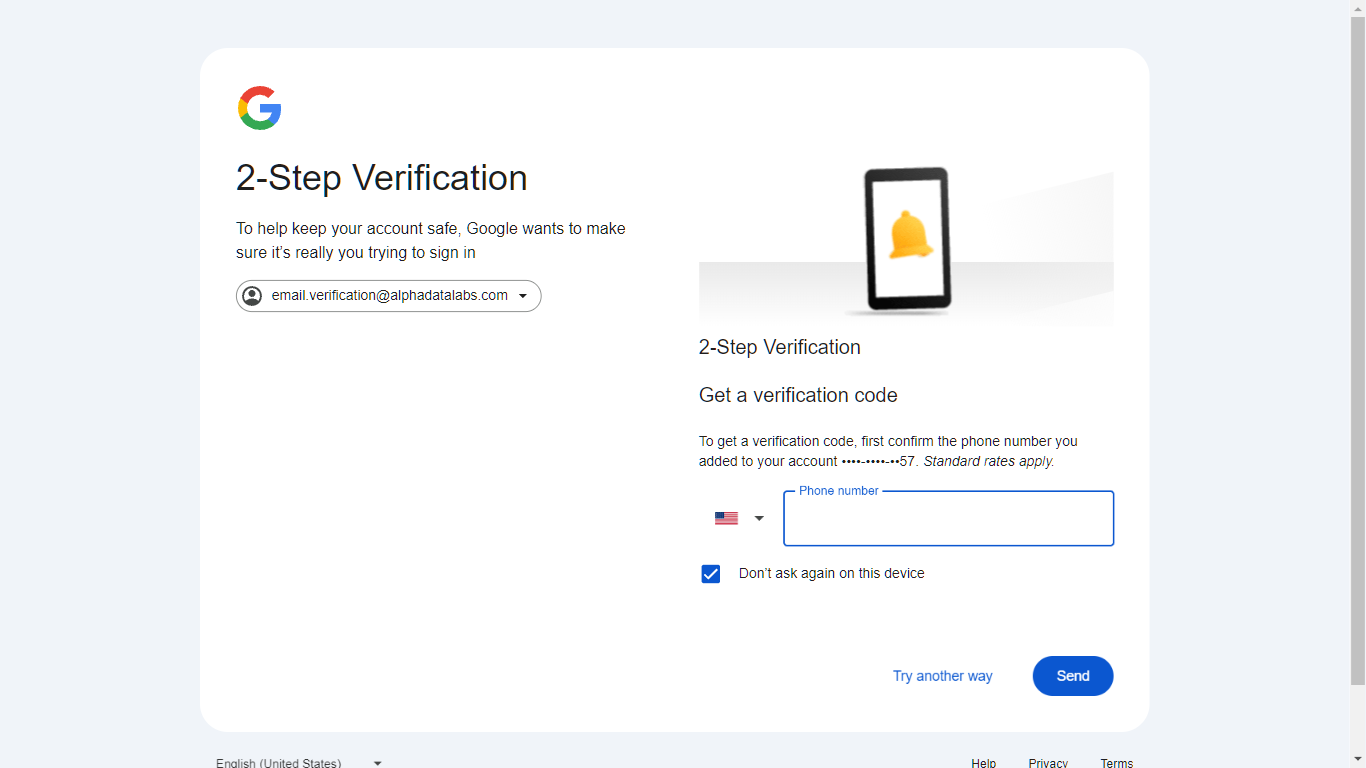 2-Step Verification
To help keep your account safe, Google wants to make
sure it's really you trying to sign in
email.verification@alphadatalabs.com
2-Step Verification
Get a verification code
To get a verification code, first confirm the phone number you
added to your account ••••-••••-••57. Standard rates apply.
Phone number
Don't ask again on this device
Try another way
Send
English (United States)
Help
Privacy
Terms